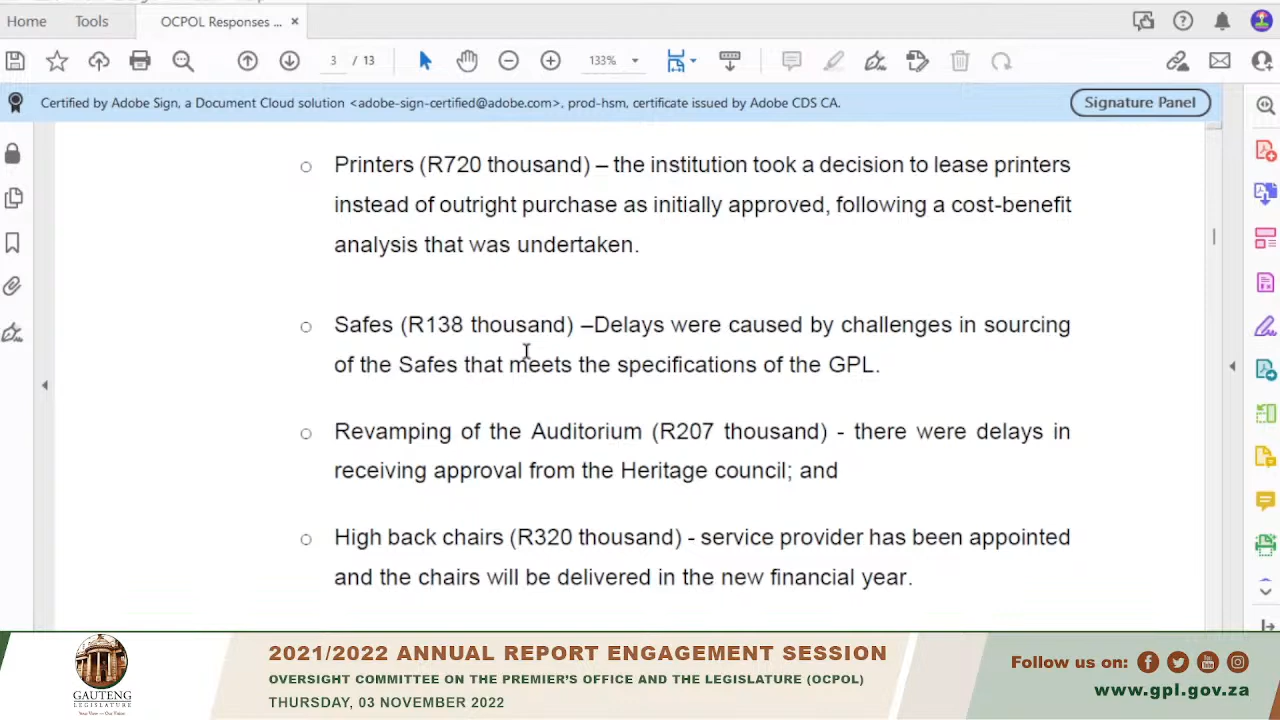 Home Tools OCPOL Responses ... ×
3 / 13 133%
Certified by Adobe Sign, a Document Cloud solution <adobe-sign-certified@adobe.com>, prod-hsm, certificate issued by Adobe CDS CA. Signature Panel
Printers (R720 thousand) – the institution took a decision to lease printers
instead of outright purchase as initially approved, following a cost-benefit
analysis that was undertaken.
Safes (R138 thousand) –Delays were caused by challenges in sourcing
of the Safes that meets the specifications of the GPL.
Revamping of the Auditorium (R207 thousand) - there were delays in
receiving approval from the Heritage council; and
High back chairs (R320 thousand) - service provider has been appointed
and the chairs will be delivered in the new financial year.
GAUTENG
LEGISLATURE
Your View – Our Vision
2021/2022 ANNUAL REPORT ENGAGEMENT SESSION
OVERSIGHT COMMITTEE ON THE PREMIER'S OFFICE AND THE LEGISLATURE (OCPOL)
THURSDAY, 03 NOVEMBER 2022
Follow us on:
www.gpl.gov.za